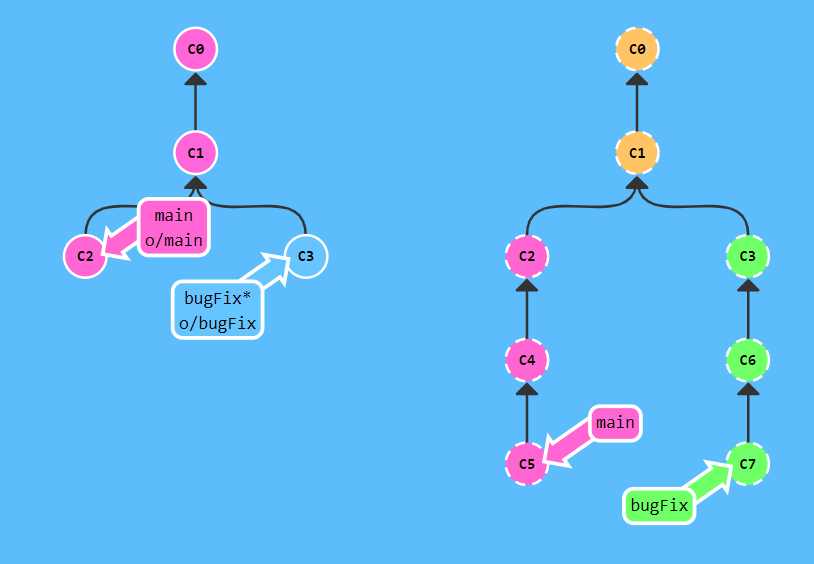 C0
C1
main
o/main
C2
C3
bugFix*
o/bugFix
C0
C1
C2
C3
C4
C6
main
C5
C7
bugFix